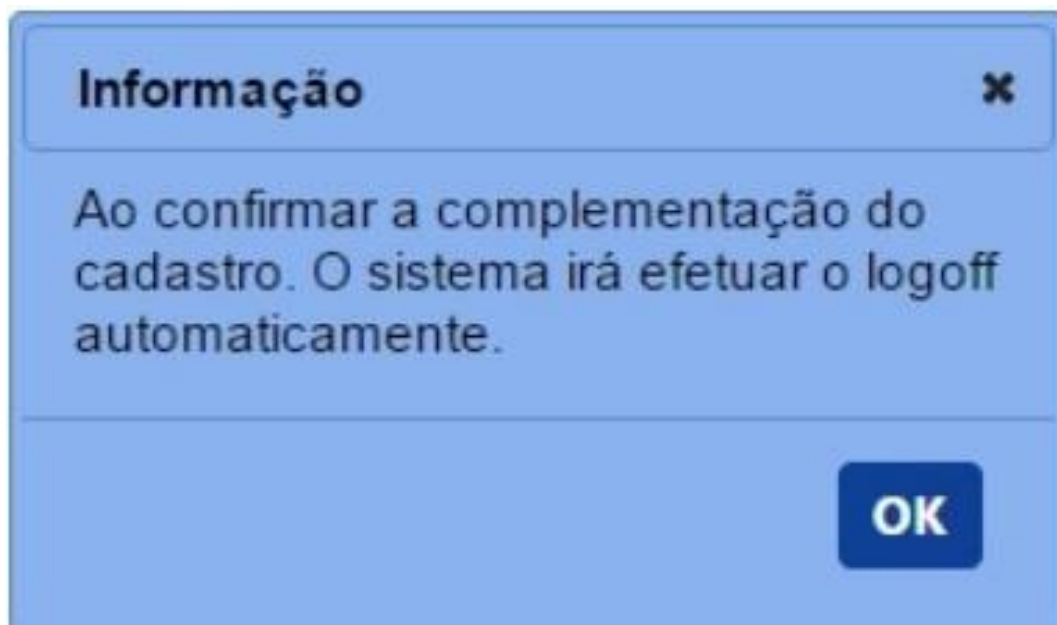 Informação
Ao confirmar a complementação do
cadastro. O sistema irá efetuar o logoff
automaticamente.
OK